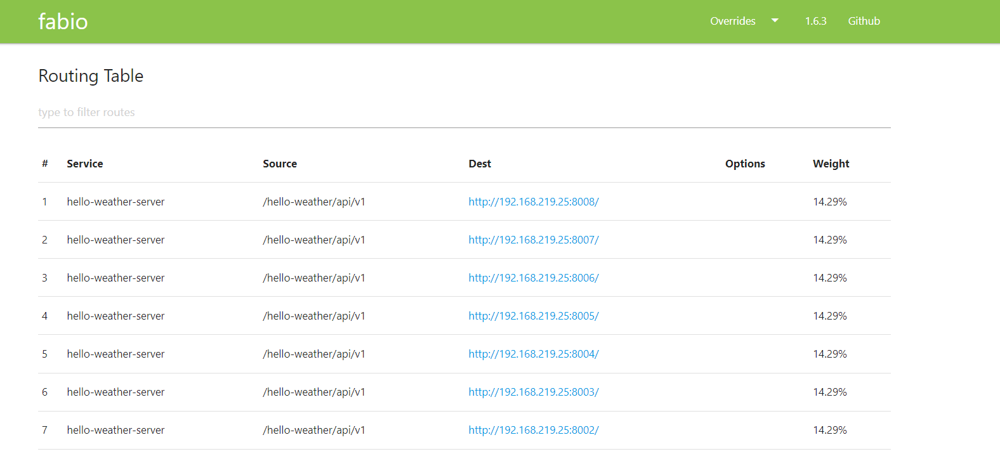 fabio Overrides 1.6.3 Github
Routing Table
type to filter routes
# Service Source Dest Options Weight
1 hello-weather-server /hello-weather/api/v1 http://192.168.219.25:8008/ 14.29%
2 hello-weather-server /hello-weather/api/v1 http://192.168.219.25:8007/ 14.29%
3 hello-weather-server /hello-weather/api/v1 http://192.168.219.25:8006/ 14.29%
4 hello-weather-server /hello-weather/api/v1 http://192.168.219.25:8005/ 14.29%
5 hello-weather-server /hello-weather/api/v1 http://192.168.219.25:8004/ 14.29%
6 hello-weather-server /hello-weather/api/v1 http://192.168.219.25:8003/ 14.29%
7 hello-weather-server /hello-weather/api/v1 http://192.168.219.25:8002/ 14.29%